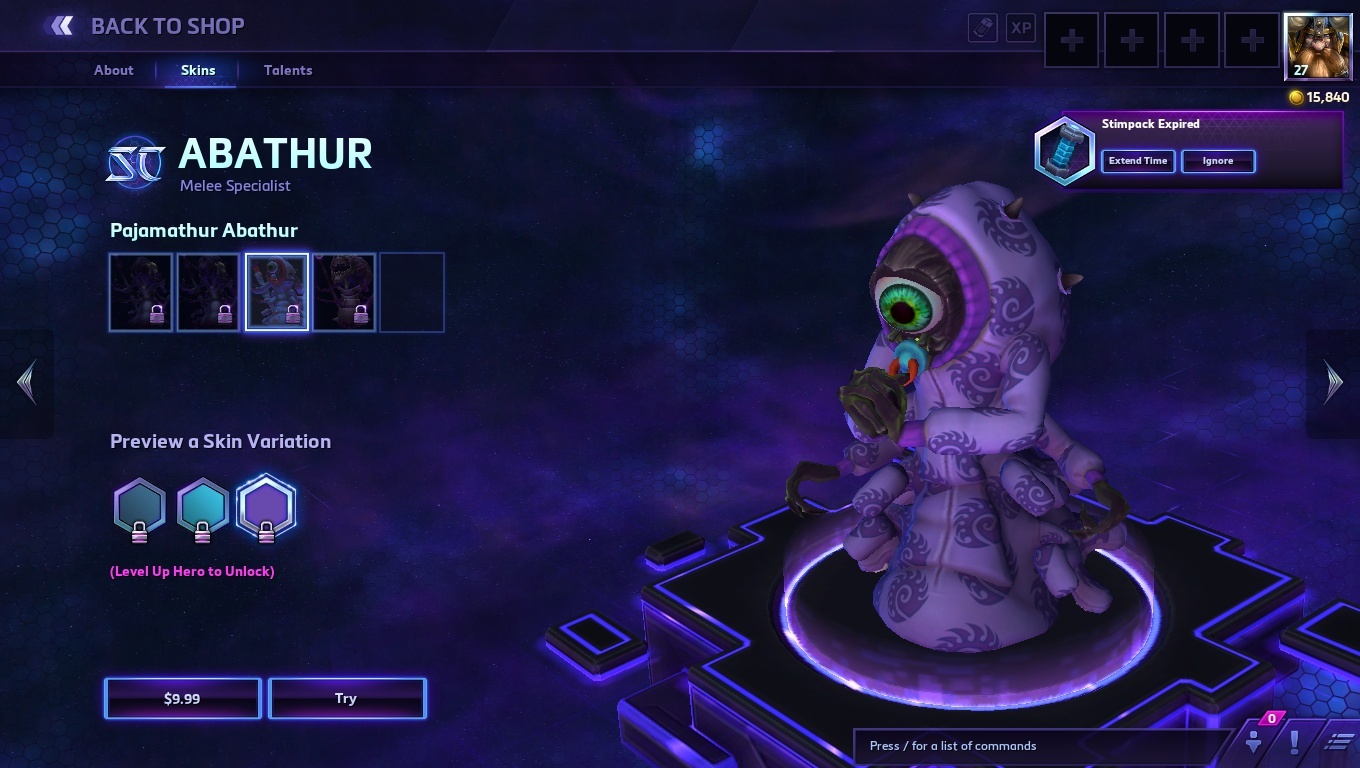 BACK TO SHOP
XP
27
About
Skins
Talents
15,840
Stimpack Expired
Extend Time
Ignore
SC
ABATHUR
Melee Specialist
Pajamathur Abathur
Preview a Skin Variation
(Level Up Hero to Unlock)
$9.99
Try
0
Press / for a list of commands